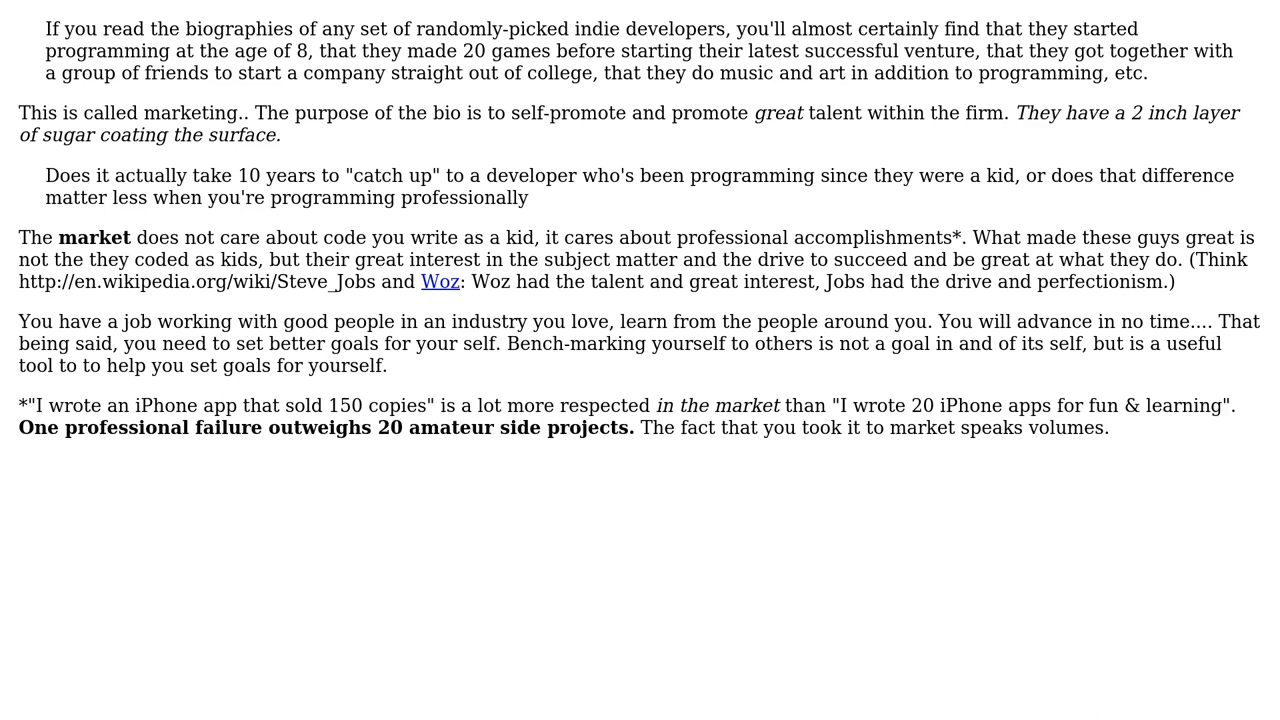 If you read the biographies of any set of randomly-picked indie developers, you'll almost certainly find that they started
programming at the age of 8, that they made 20 games before starting their latest successful venture, that they got together with
a group of friends to start a company straight out of college, that they do music and art in addition to programming, etc.
This is called marketing.. The purpose of the bio is to self-promote and promote great talent within the firm. They have a 2 inch layer
of sugar coating the surface.
Does it actually take 10 years to "catch up" to a developer who's been programming since they were a kid, or does that difference
matter less when you're programming professionally
The market does not care about code you write as a kid, it cares about professional accomplishments*. What made these guys great is
not the they coded as kids, but their great interest in the subject matter and the drive to succeed and be great at what they do. (Think
http://en.wikipedia.org/wiki/Steve_Jobs and Woz: Woz had the talent and great interest, Jobs had the drive and perfectionism.)
You have a job working with good people in an industry you love, learn from the people around you. You will advance in no time.... That
being said, you need to set better goals for your self. Bench-marking yourself to others is not a goal in and of its self, but is a useful
tool to to help you set goals for yourself.
*"I wrote an iPhone app that sold 150 copies" is a lot more respected in the market than "I wrote 20 iPhone apps for fun & learning".
One professional failure outweighs 20 amateur side projects. The fact that you took it to market speaks volumes.